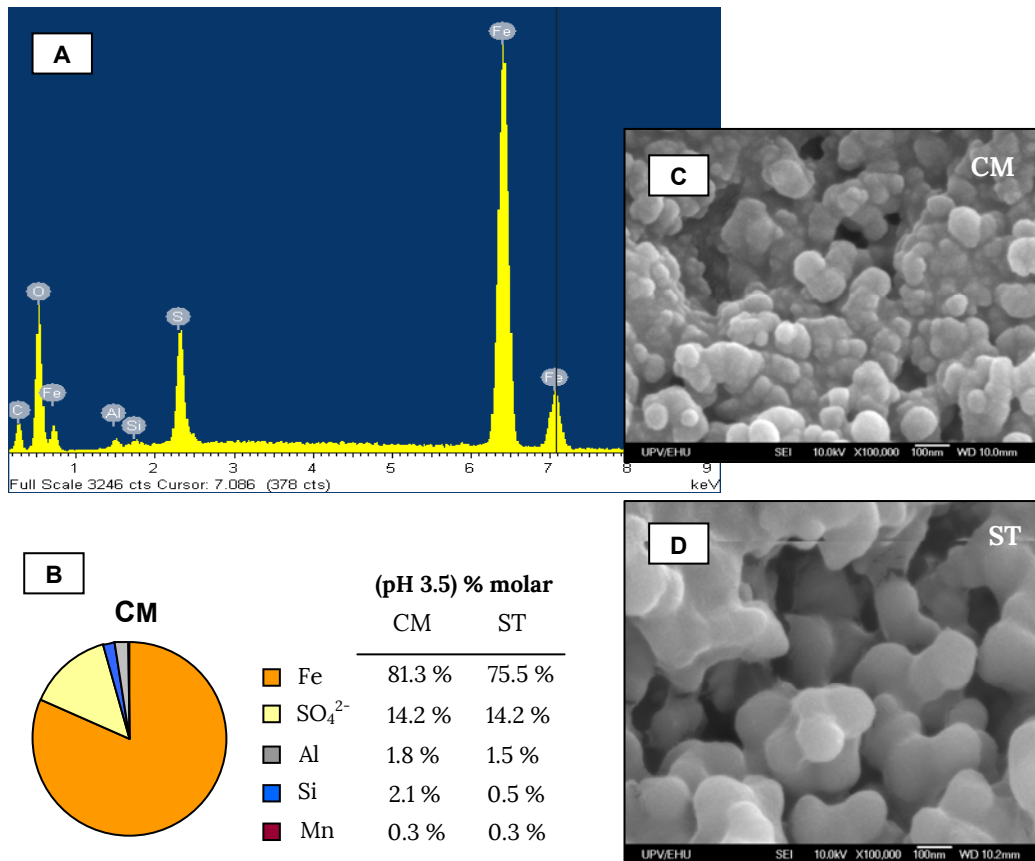 A
Fe
O
S
Fe
Fe
C
Al
Si
1 2 3 4 5 6 7 8 9
Full Scale 3246 cts Cursor: 7.086 (378 cts)
keV
C
CM
UPV/EHU SEI 10.0kV X100,000 100nm WD 10.0mm
B
CM
(pH 3.5) % molar
CM ST
Fe 81.3 % 75.5 %
SO₄²⁻ 14.2 % 14.2 %
Al 1.8 % 1.5 %
Si 2.1 % 0.5 %
Mn 0.3 % 0.3 %
D
ST
UPV/EHU SEI 10.0kV X100,000 100nm WD 10.2mm